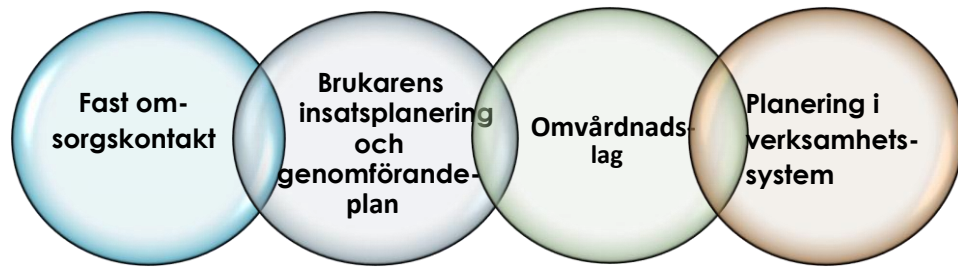 Fast om-
sorgskontakt
Brukarens
insatsplanering
och
genomförande-
plan
Omvårdnads-
lag
Planering i
verksamhets-
system